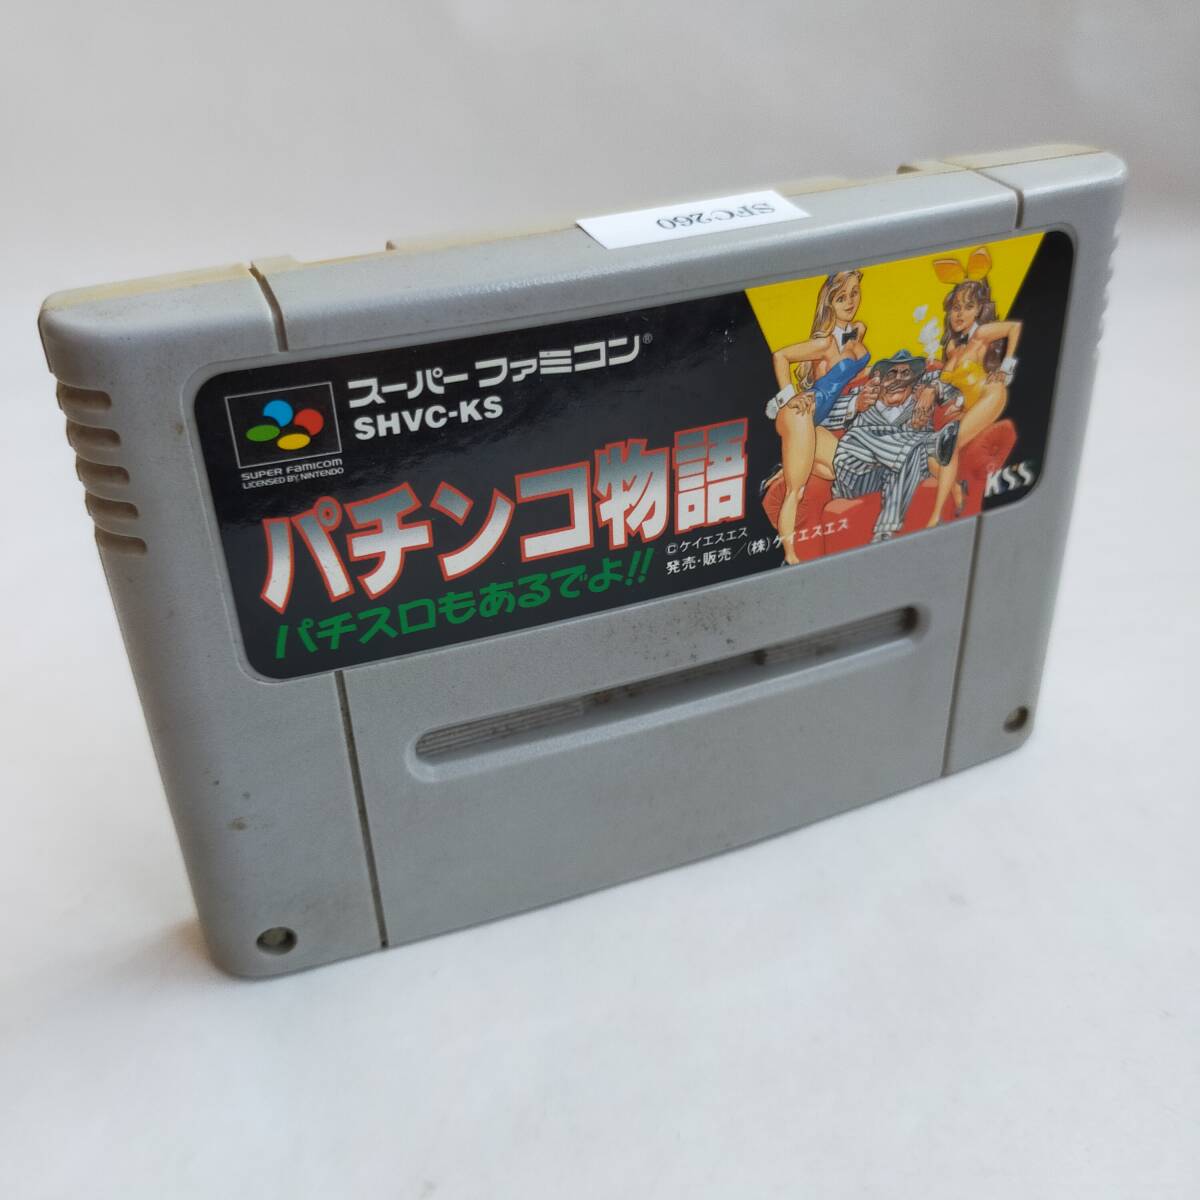 SFC260
スーパーファミコン®
SHVC-KS
SUPER FAMICOM
LICENSED BY NINTENDO
パチンコ物語
パチスロもあるでよ!!
©ケイエスエス
発売・販売/(株)ケイエスエス
KSS